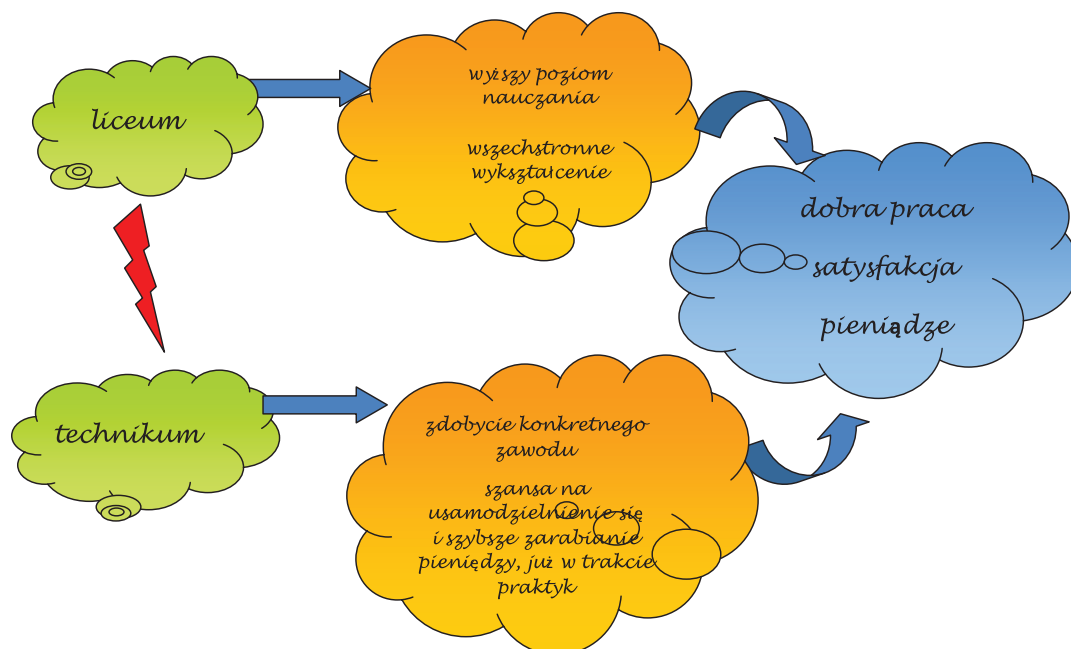 liceum
wyższy poziom
nauczania
wszechstronne
wykształcenie
dobra praca
satysfakcja
pieniądze
technikum
zdobycie konkretnego
zawodu
szansa na
usamodzielnienie się
i szybsze zarabianie
pieniędzy, już w trakcie
praktyk